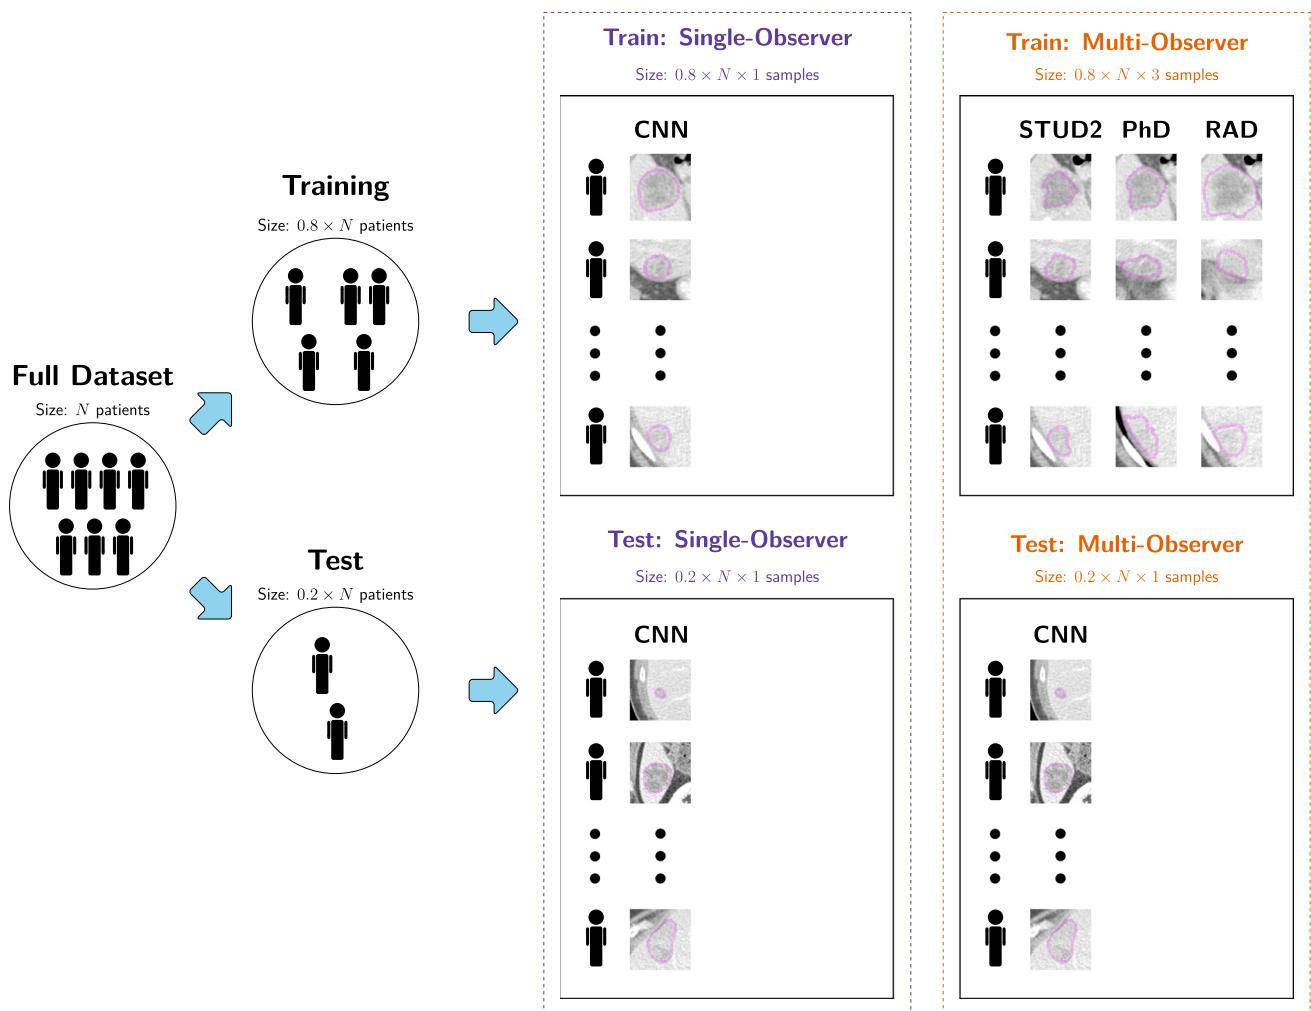 Full Dataset
Size: N patients
Training
Size: 0.8 × N patients
Test
Size: 0.2 × N patients
Train: Single-Observer
Size: 0.8 × N × 1 samples
CNN
Test: Single-Observer
Size: 0.2 × N × 1 samples
CNN
Train: Multi-Observer
Size: 0.8 × N × 3 samples
STUD2 PhD RAD
Test: Multi-Observer
Size: 0.2 × N × 1 samples
CNN